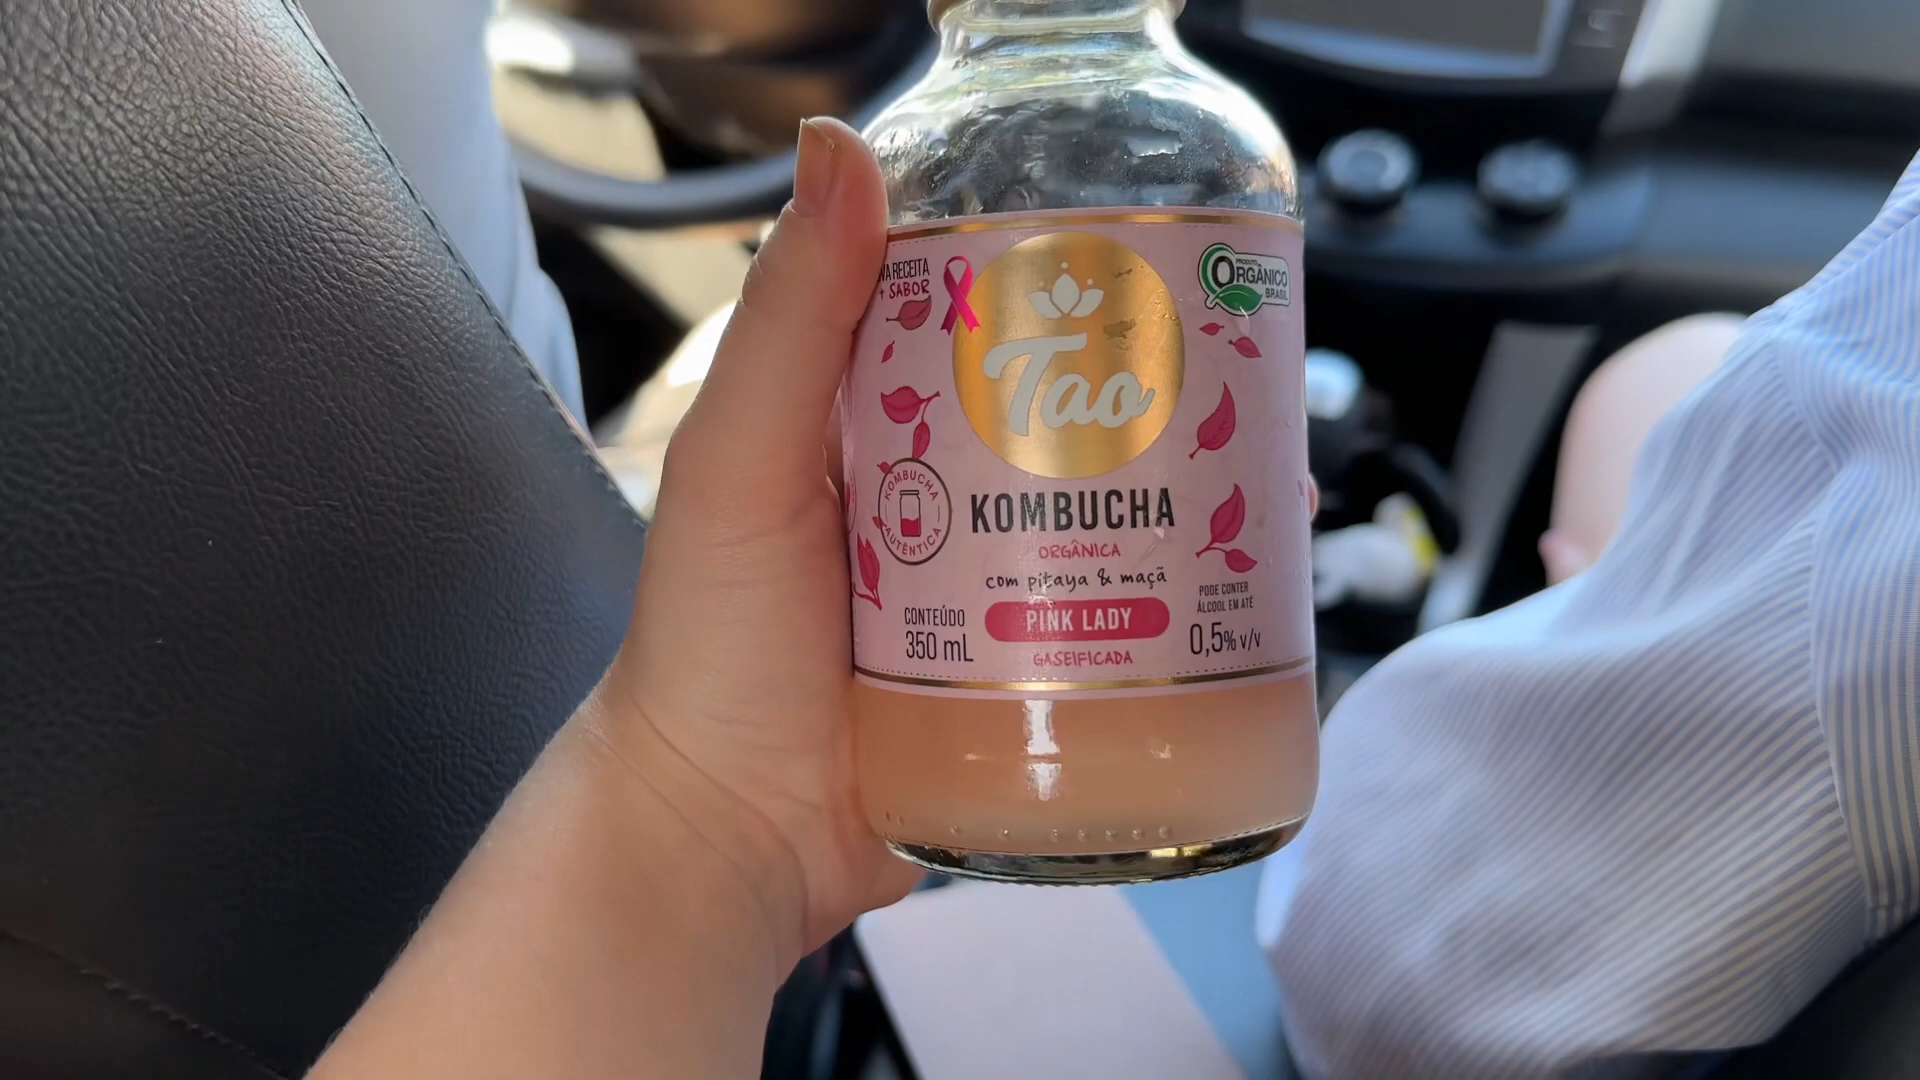 VA RECEITA
+ SABOR
PRODUTO
ORGÂNICO
BRASIL
Tao
KOMBUCHA
AUTÊNTICA
KOMBUCHA
ORGÂNICA
com pitaya & maçã
PINK LADY
GASEIFICADA
CONTEÚDO
350 mL
PODE CONTER
ÁLCOOL EM ATÉ
0,5% v/v